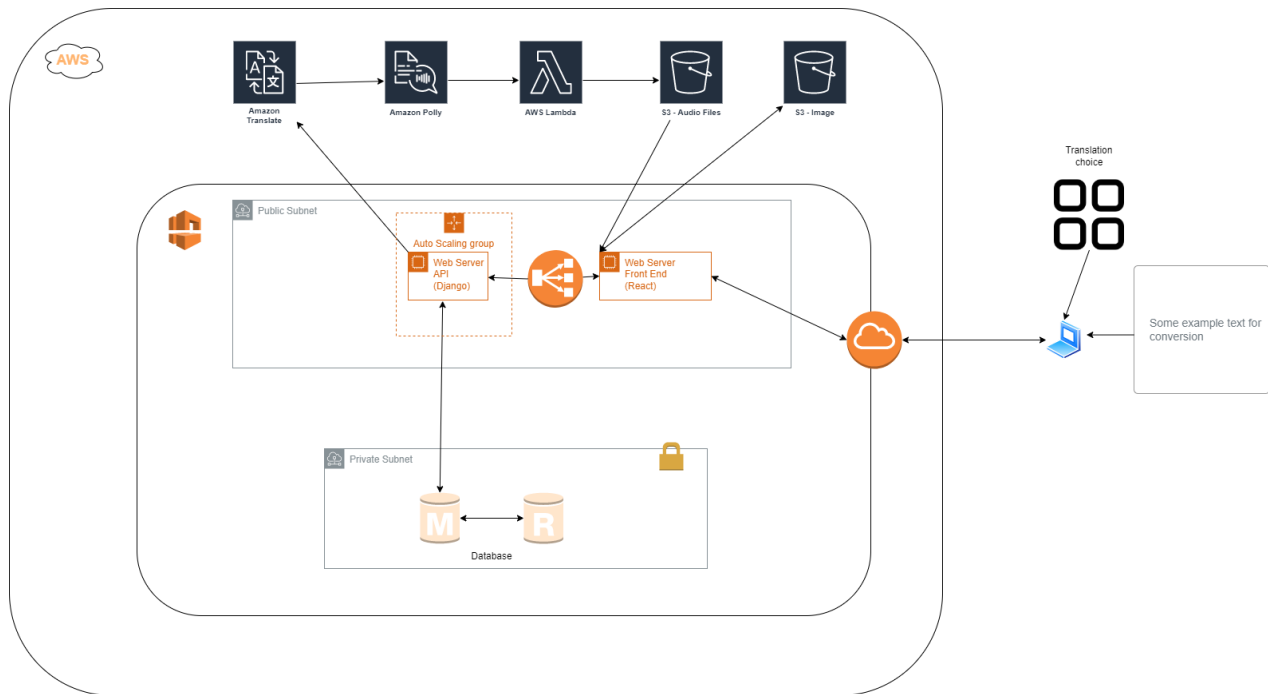 AWS
Amazon
Translate
Amazon Polly
AWS Lambda
S3 - Audio Files
S3 - Image
Translation
choice
Public Subnet
Auto Scaling group
Web Server
API
(Django)
Web Server
Front End
(React)
Some example text for
conversion
Private Subnet
M
R
Database